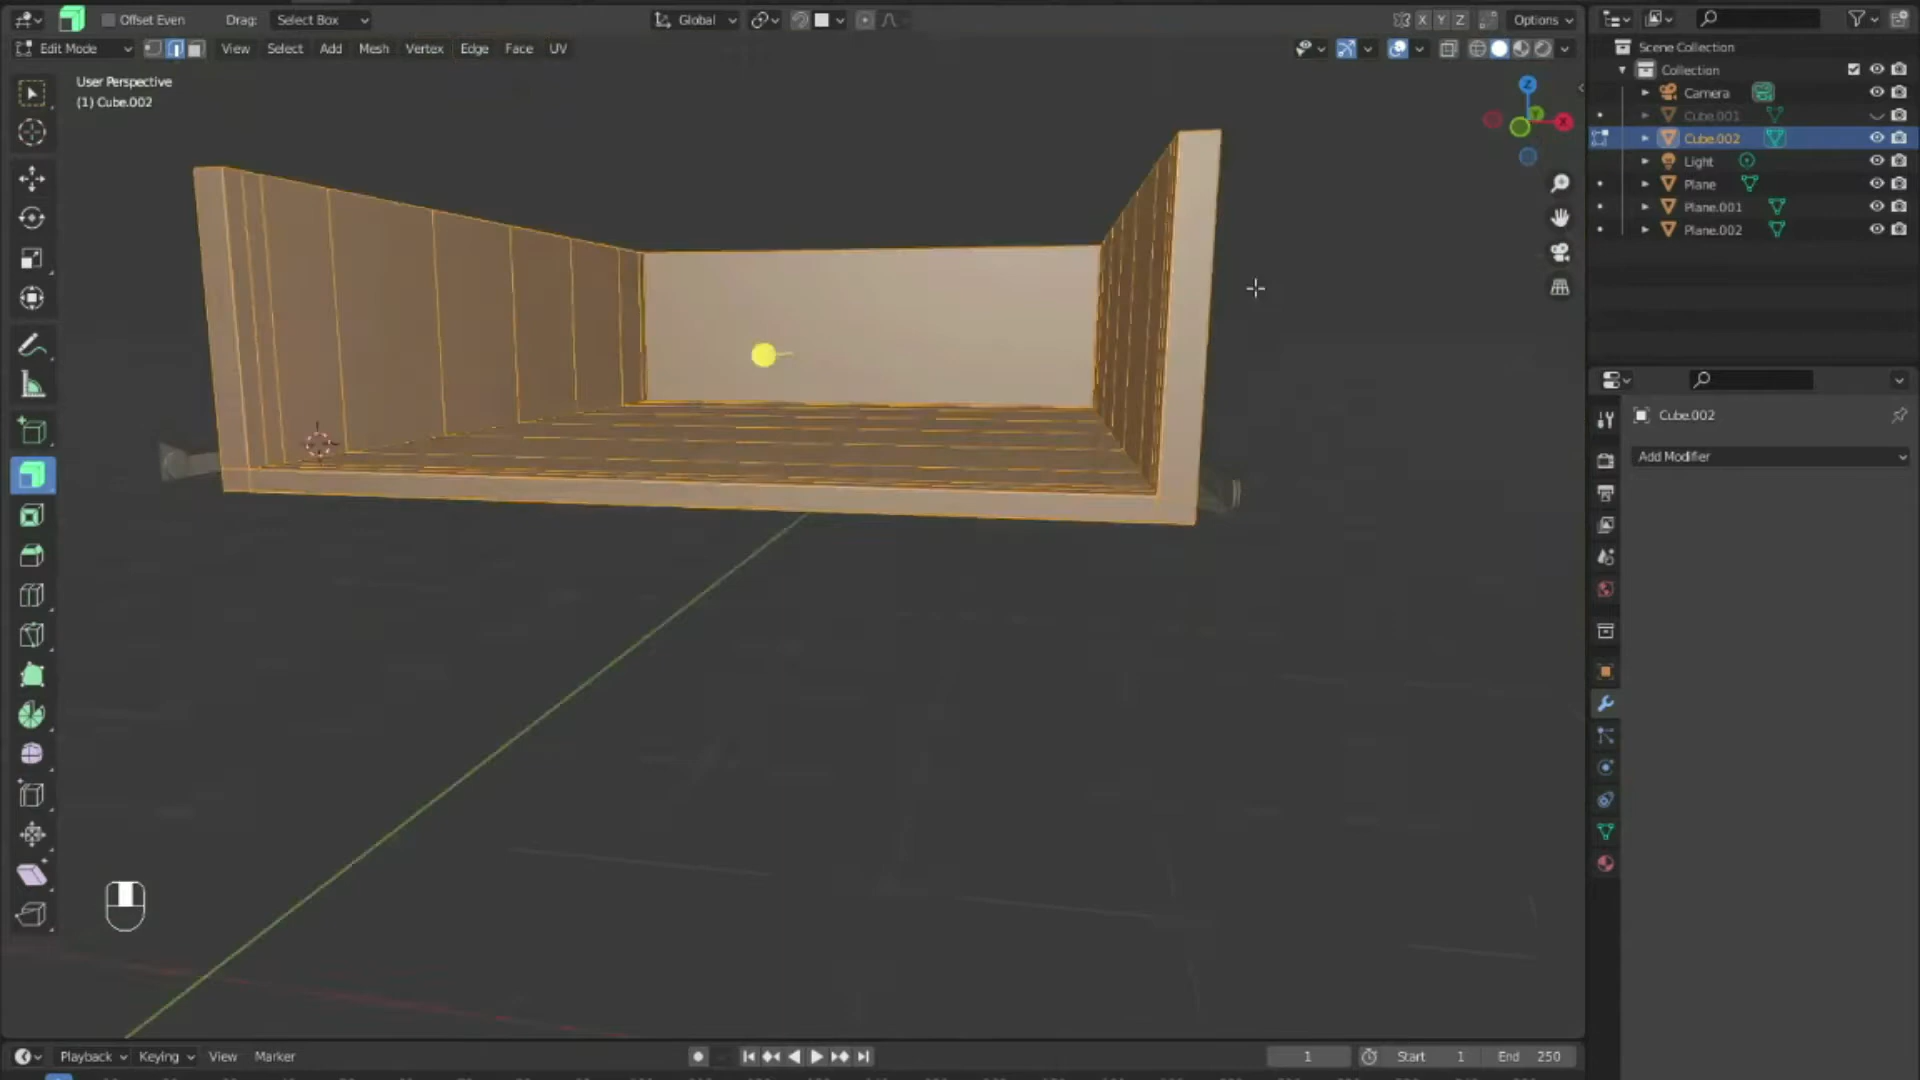 Offset Even Drag: Select Box Global X Y Z Options
Edit Mode View Select Add Mesh Vertex Edge Face UV
User Perspective
(1) Cube.002
Z
Y
X
Scene Collection
Collection
Camera
Cube.001
Cube.002
Light
Plane
Plane.001
Plane.002
Cube.002
Add Modifier
Playback Keying View Marker 1 Start 1 End 250